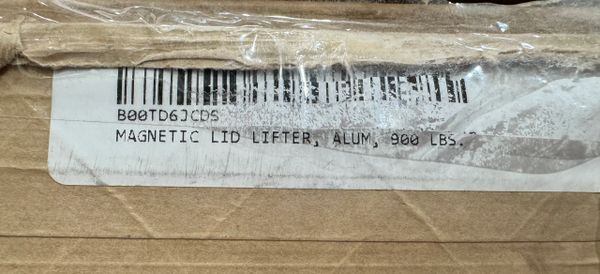 B00TD6JCDS
MAGNETIC LID LIFTER, ALUM, 900 LBS.